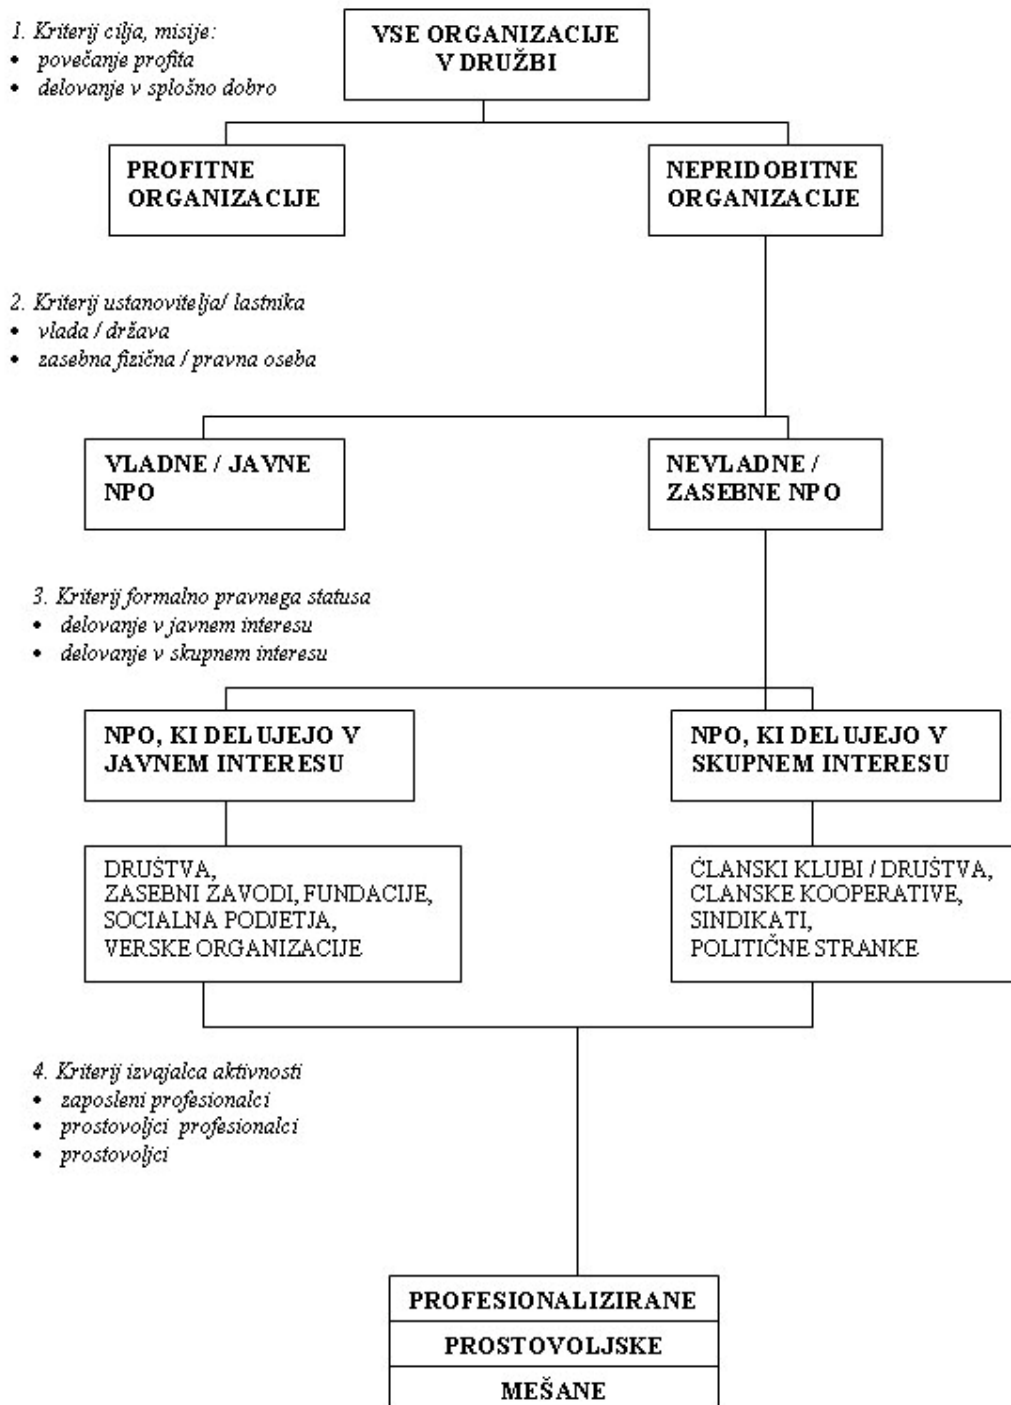 1. Kriterij cilja, misije:
• povečanje profita
• delovanje v splošno dobro
VSE ORGANIZACIJE
V DRUŽBI
PROFITNE
ORGANIZACIJE
NEPRIDOBITNE
ORGANIZACIJE
2. Kriterij ustanovitelja/ lastnika
• vlada / država
• zasebna fizična / pravna oseba
VLADNE / JAVNE
NPO
NEVLADNE /
ZASEBNE NPO
3. Kriterij formalno pravnega statusa
• delovanje v javnem interesu
• delovanje v skupnem interesu
NPO, KI DELUJEJO V
JAVNEM INTERESU
NPO, KI DELUJEJO V
SKUPNEM INTERESU
DRUŠTVA,
ZASEBNI ZAVODI, FUNDACIJE,
SOCIALNA PODJETJA,
VERSKE ORGANIZACIJE
ČLANSKI KLUBI / DRUŠTVA,
CLANSKE KOOPERATIVE,
SINDIKATI,
POLITIČNE STRANKE
4. Kriterij izvajalca aktivnosti
• zaposleni profesionalci
• prostovoljci profesionalci
• prostovoljci
PROFESIONALIZIRANE
PROSTOVOLJSKE
MEŠANE